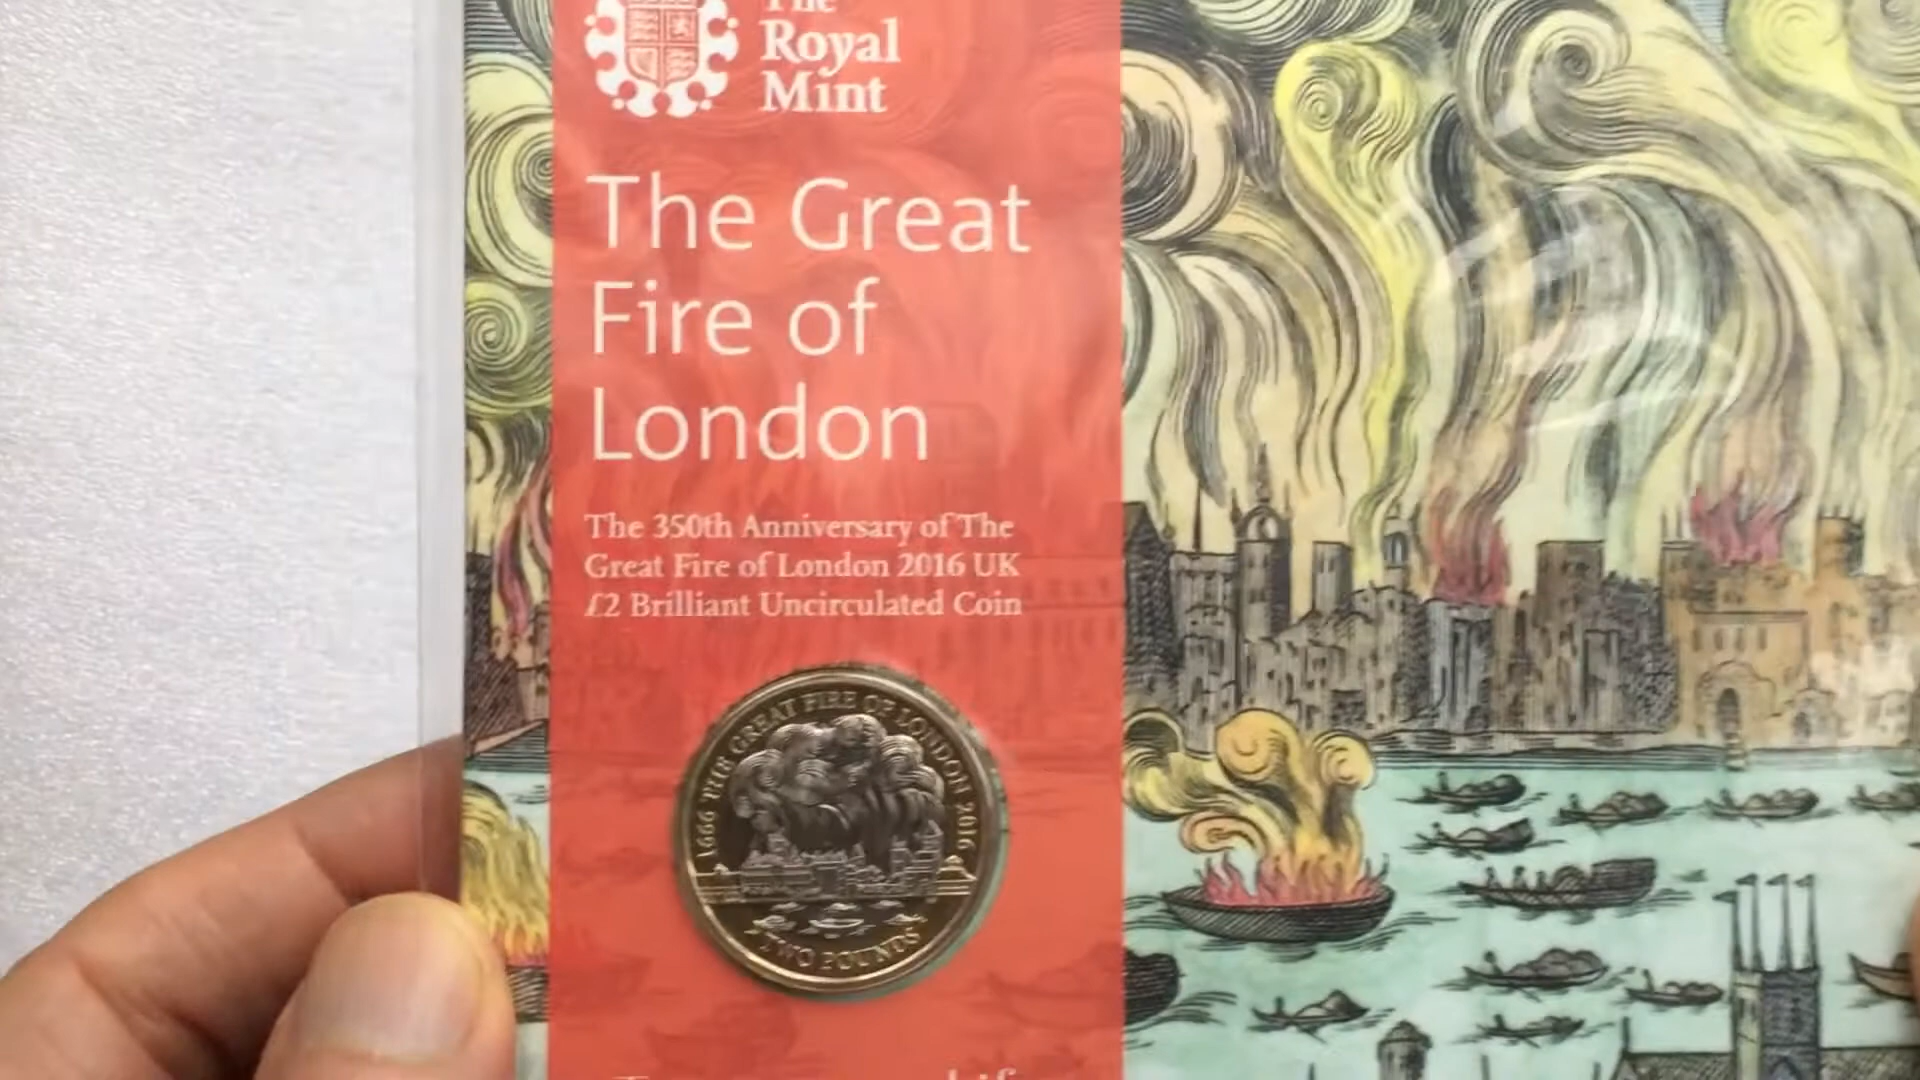 The
Royal
Mint
The Great
Fire of
London
The 350th Anniversary of The
Great Fire of London 2016 UK
£2 Brilliant Uncirculated Coin
1666 THE GREAT FIRE OF LONDON 2016
TWO POUNDS